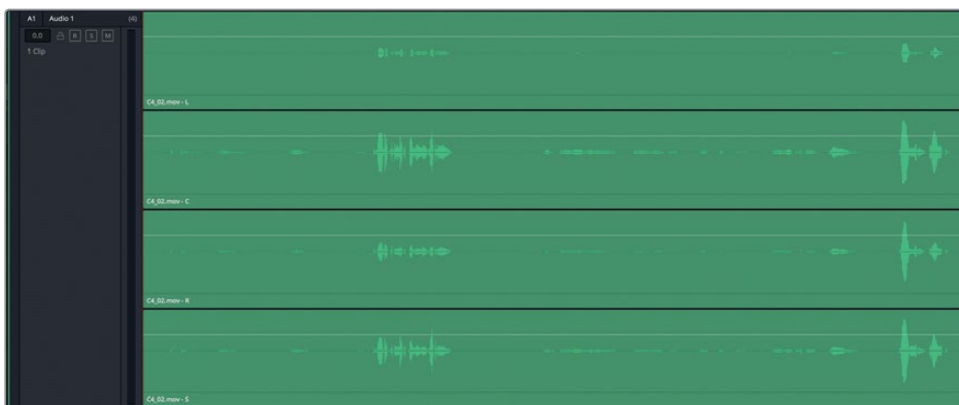 A1 Audio 1 (4)
0.0 R S M
1 Clip
C4_02.mov - L
C4_02.mov - C
C4_02.mov - R
C4_02.mov - S